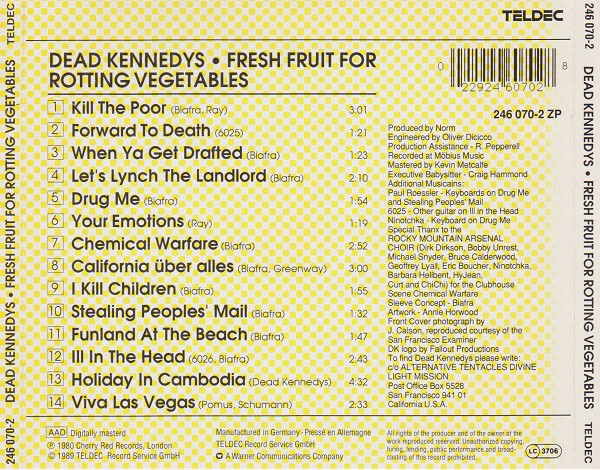 TELDEC
DEAD KENNEDYS • FRESH FRUIT FOR
ROTTING VEGETABLES
0 22924 60702 8
246 070-2 ZP
1 Kill The Poor (Biafra, Ray) 3:01
2 Forward To Death (6025) 1:21
3 When Ya Get Drafted (Biafra) 1:23
4 Let's Lynch The Landlord (Biafra) 2:10
5 Drug Me (Biafra) 1:54
6 Your Emotions (Ray) 1:19
7 Chemical Warfare (Biafra) 2:52
8 California über alles (Biafra, Greenway) 3:00
9 I Kill Children (Biafra) 1:55
10 Stealing Peoples' Mail (Biafra) 1:32
11 Funland At The Beach (Biafra) 1:47
12 Ill In The Head (6026, Biafra) 2:43
13 Holiday In Cambodia (Dead Kennedys) 4:32
14 Viva Las Vegas (Pomus, Schumann) 2:33
Produced by Norm
Engineered by Oliver Dicicco
Production Assistance - R. Pepperell
Recorded at Möbius Music
Mastered by Kevin Metcalfe
Executive Babysitter - Craig Hammond
Additional Musicains:
Paul Roessler - Keyboards on Drug Me
and Stealing Peoples' Mail
6025 - Other guitar on Ill in the Head
Ninotchka - Keyboard on Drug Me
Special Thanx to the
ROCKY MOUNTAIN ARSENAL
CHOIR (Dirk Dirkson, Bobby Unrest,
Michael Snyder, Bruce Calderwood,
Geoffrey Lyall, Eric Boucher, Ninotchka,
Barbara Hellbent, HyJean,
Curt and ChiChi) for the Clubhouse
Scene Chemical Warfare
Sleeve Concept - Biafra
Artwork - Annie Horwood
Front Cover photograph by
J. Calson, reproduced courtesy of the
San Francisco Examiner
DK logo by Fallout Productions
To find Dead Kennedys please write:
c/o ALTERNATIVE TENTACLES DIVINE
LIGHT MISSION
Post Office Box 5528
San Francisco 941 01
California U.S.A.
AAD Digitally masterd
℗ 1980 Cherry Red Records, London
© 1989 TELDEC Record Service GmbH
Manufactured in Germany · Pressé en Allemagne
TELDEC Record Service GmbH
A Warner Communications Company
All rights of the producer and of the owner of the
work reproduced reserved. Unauthorized copying,
hiring, lending, public performance and broad-
casting of this record prohibited.
LC 3706
246 070-2 DEAD KENNEDYS • FRESH FRUIT FOR ROTTING VEGETABLES TELDEC
246 070-2 DEAD KENNEDYS • FRESH FRUIT FOR ROTTING VEGETABLES TELDEC